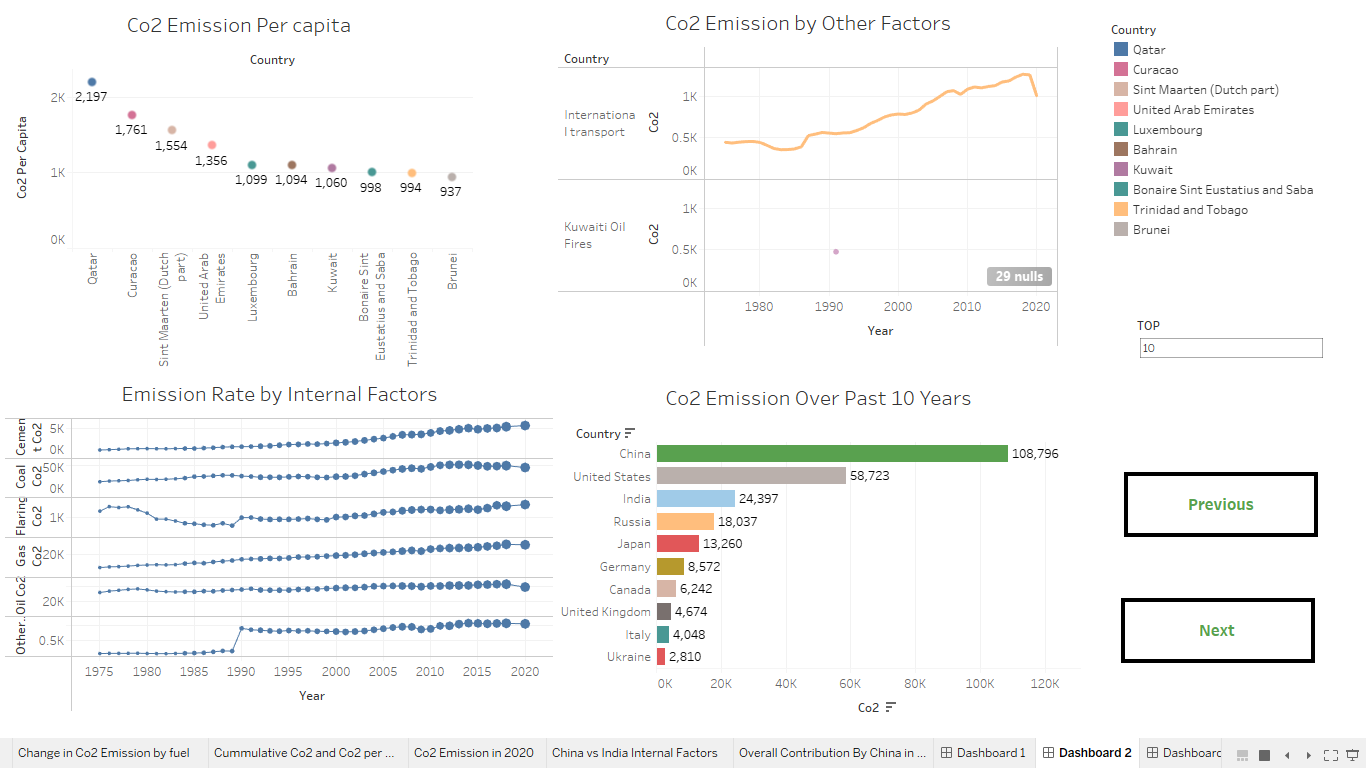 Co2 Emission Per capita
Country
Co2 Per Capita
2K
1K
0K
2,197
1,761
1,554
1,356
1,099
1,094
1,060
998
994
937
Qatar
Curacao
Sint Maarten (Dutch
part)
United Arab
Emirates
Luxembourg
Bahrain
Kuwait
Bonaire Sint
Eustatius and Saba
Trinidad and Tobago
Brunei
Co2 Emission by Other Factors
Country
Internationa
l transport
Co2
1K
0.5K
0K
Kuwaiti Oil
Fires
Co2
1K
0.5K
0K
29 nulls
1980
1990
2000
2010
2020
Year
Country
Qatar
Curacao
Sint Maarten (Dutch part)
United Arab Emirates
Luxembourg
Bahrain
Kuwait
Bonaire Sint Eustatius and Saba
Trinidad and Tobago
Brunei
TOP
10
Emission Rate by Internal Factors
Cemen
t Co2
5K
0K
Coal
Co2
50K
0K
Flaring
Co2
1K
Gas
Co2
20K
Oil Co2
20K
Other..
0.5K
1975
1980
1985
1990
1995
2000
2005
2010
2015
2020
Year
Co2 Emission Over Past 10 Years
Country
China 108,796
United States 58,723
India 24,397
Russia 18,037
Japan 13,260
Germany 8,572
Canada 6,242
United Kingdom 4,674
Italy 4,048
Ukraine 2,810
0K
20K
40K
60K
80K
100K
120K
Co2
Previous
Next
Change in Co2 Emission by fuel
Cummulative Co2 and Co2 per ...
Co2 Emission in 2020
China vs India Internal Factors
Overall Contribution By China in ...
Dashboard 1
Dashboard 2
Dashboard